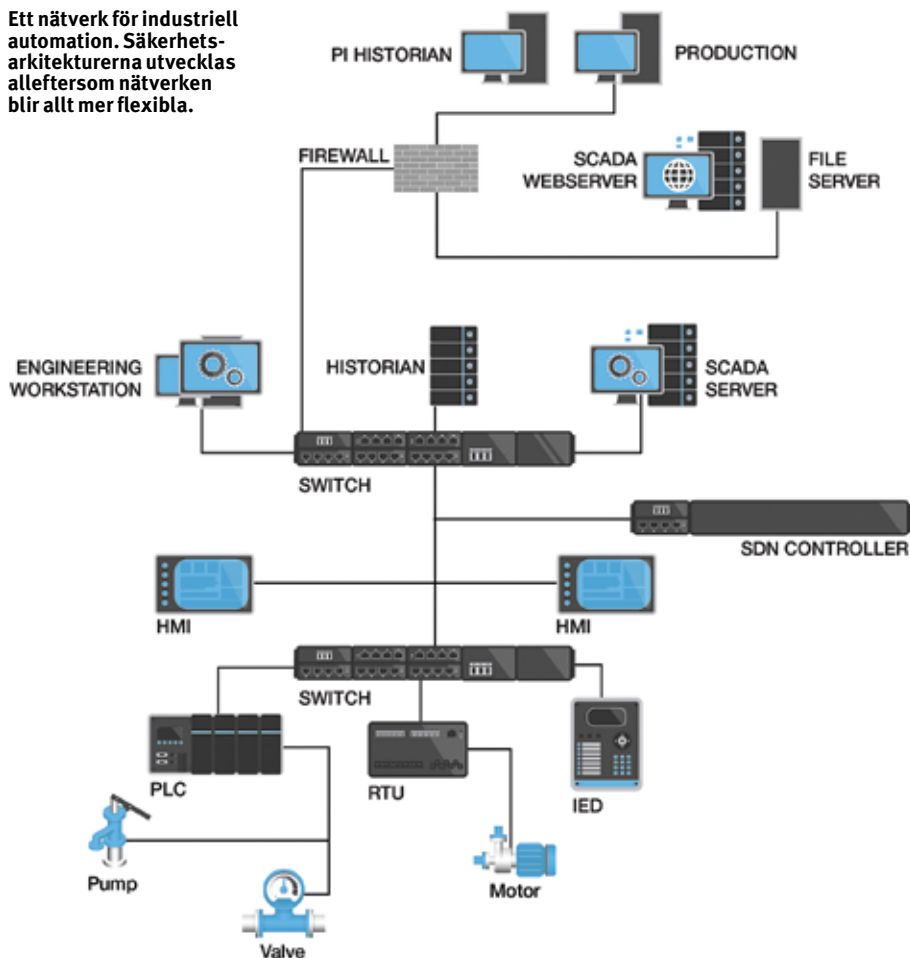 Ett nätverk för industriell
automation. Säkerhets-
arkitekturerna utvecklas
alleftersom nätverken
blir allt mer flexibla.
PI HISTORIAN
PRODUCTION
FIREWALL
SCADA
WEBSERVER
FILE
SERVER
ENGINEERING
WORKSTATION
HISTORIAN
SCADA
SERVER
SWITCH
SDN CONTROLLER
HMI
HMI
SWITCH
PLC
RTU
IED
Pump
Motor
Valve